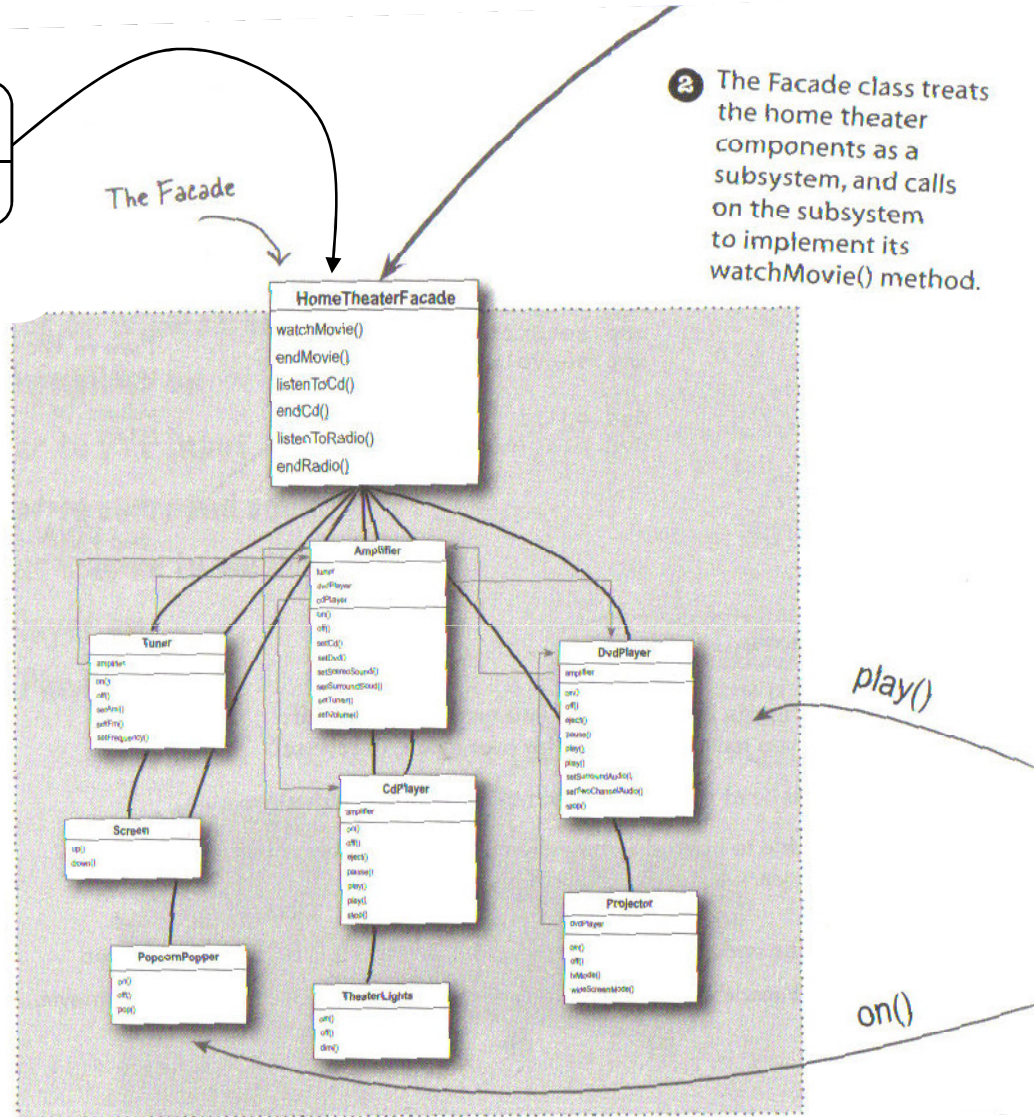 2 The Facade class treats
the home theater
components as a
subsystem, and calls
on the subsystem
to implement its
watchMovie() method.
The Facade
HomeTheaterFacade
watchMovie()
endMovie()
listenToCd()
endCd()
listenToRadio()
endRadio()
Amplifier
tuner
dvdPlayer
cdPlayer
on()
off()
setCd()
setDvd()
setStereoSound()
setSurroundSound()
setTuner()
setVolume()
Tuner
amplifier
on()
off()
setAm()
setFm()
setFrequency()
DvdPlayer
amplifier
on()
off()
eject()
pause()
play()
play()
setSurroundAudio()
setTwoChannelAudio()
stop()
play()
Screen
up()
down()
CdPlayer
amplifier
on()
off()
eject()
pause()
play()
play()
stop()
Projector
dvdPlayer
on()
off()
tvMode()
wideScreenMode()
PopcornPopper
on()
off()
pop()
TheaterLights
on()
off()
dim()
on()